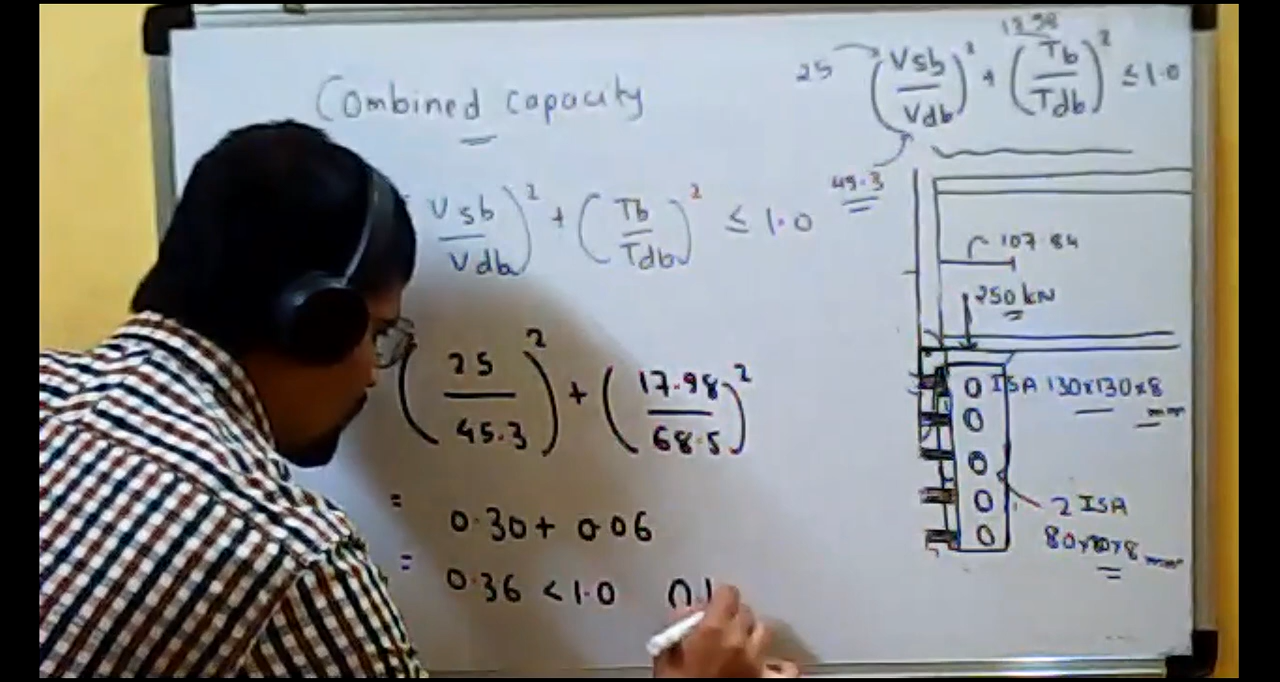 Combined capacity
(Vsb/Vdb)² + (Tb/Tdb)² ≤ 1.0
(25/45.3)² + (17.98/68.5)²
= 0.30 + 0.06
= 0.36 < 1.0
25 (Vsb/Vdb)² + (Tb/Tdb)² ≤ 1.0
107.84
250 kN
ISA 130x130x8
mm
2 ISA
80x80x8 mm